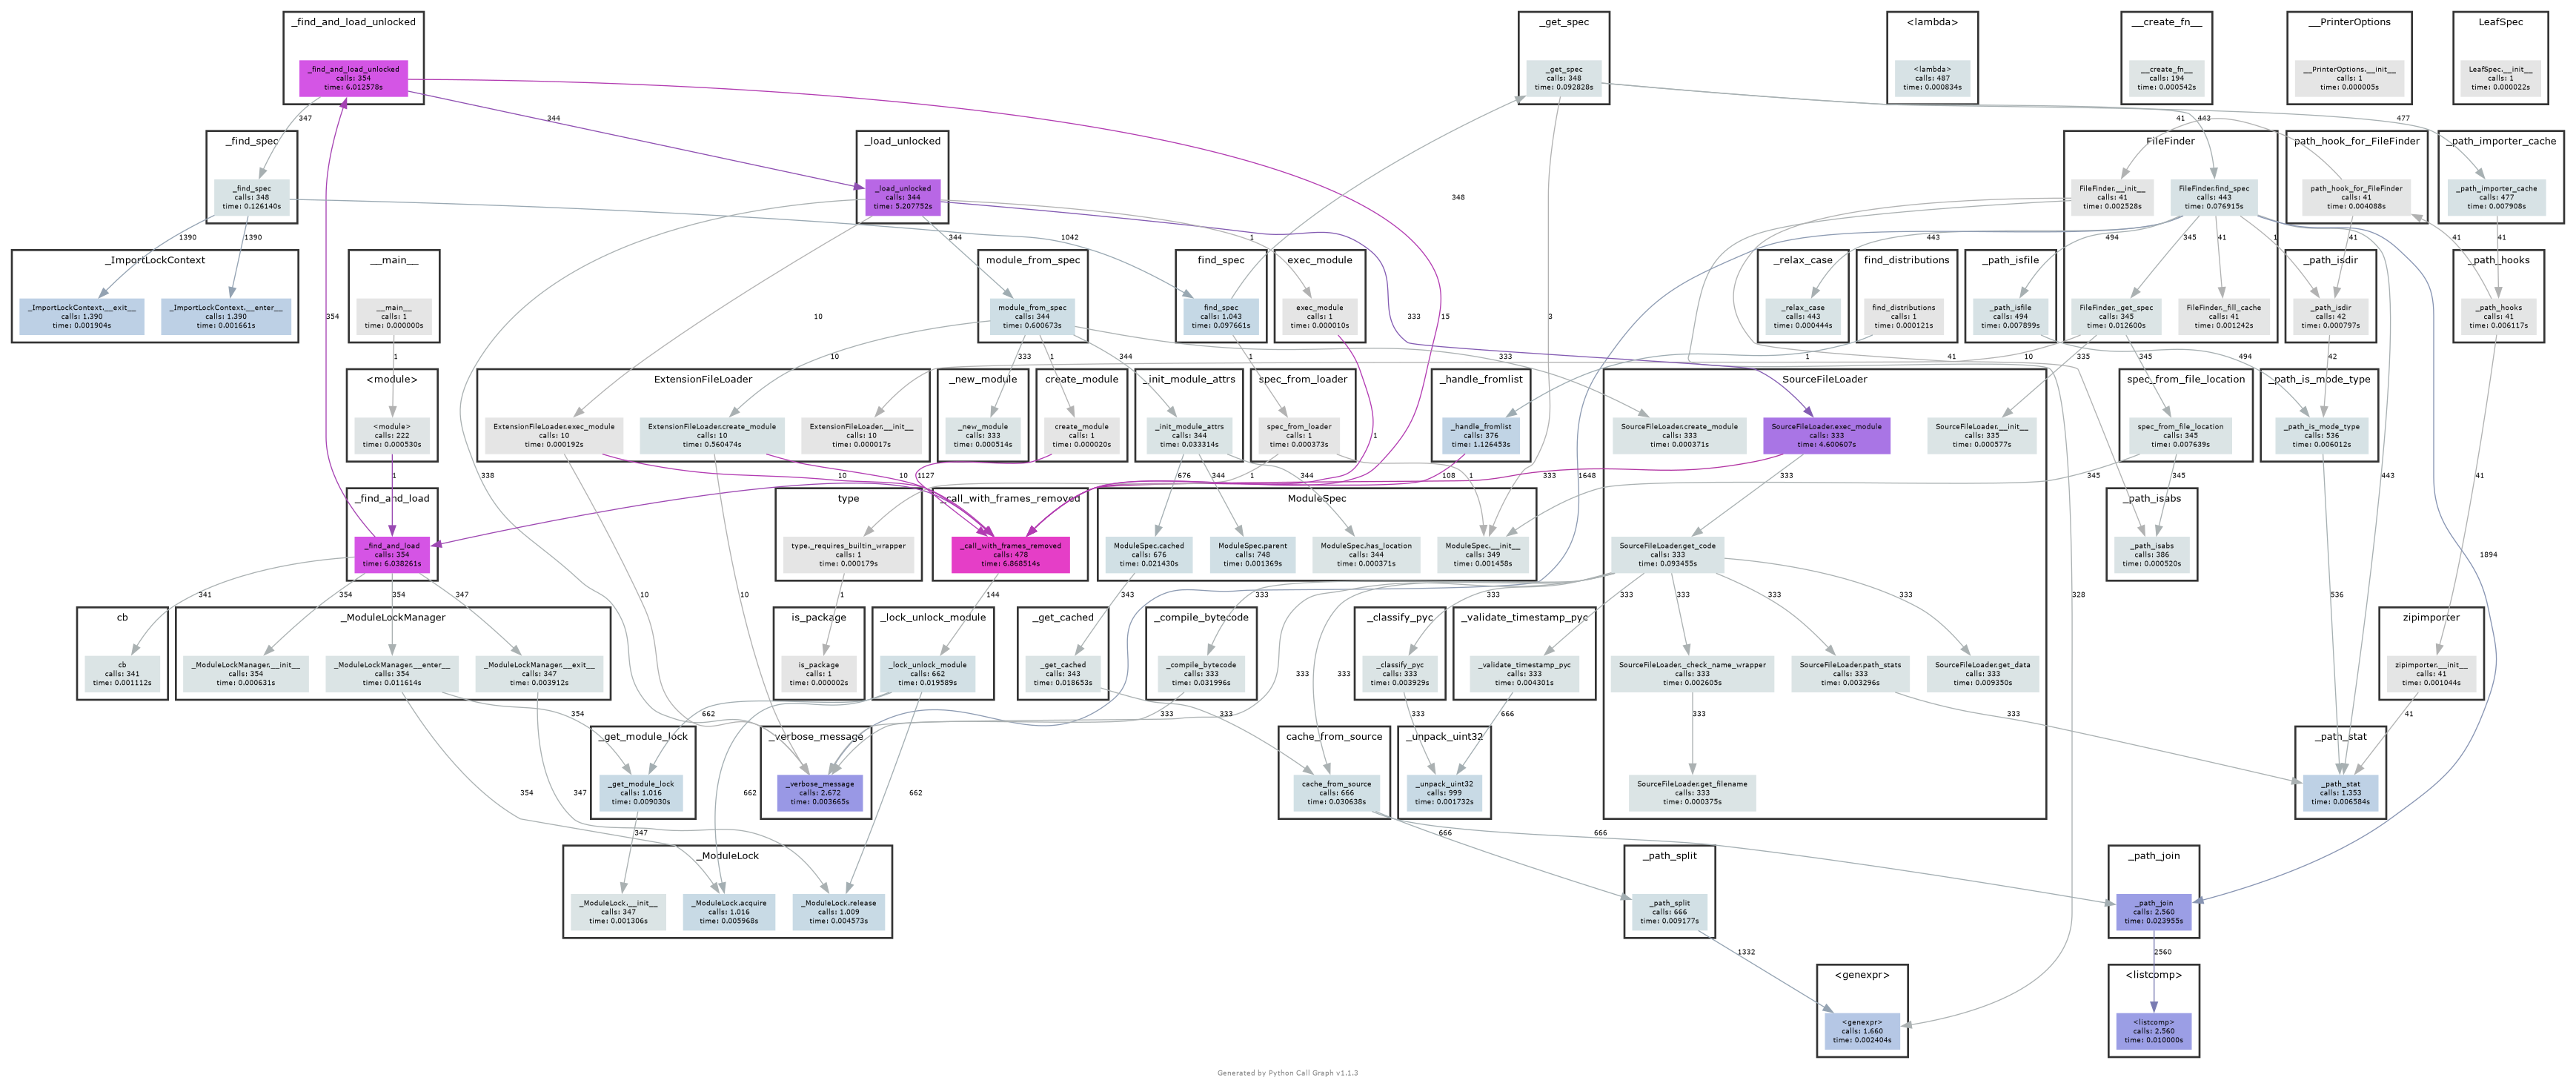 _find_and_load_unlocked
_find_and_load_unlocked
calls: 354
time: 6.012578s
_get_spec
_get_spec
calls: 348
time: 0.092828s
<lambda>
<lambda>
calls: 487
time: 0.000834s
__create_fn__
__create_fn__
calls: 194
time: 0.000542s
__PrinterOptions
__PrinterOptions.__init__
calls: 1
time: 0.000005s
LeafSpec
LeafSpec.__init__
calls: 1
time: 0.000022s
347
344
41
443
477
_find_spec
_find_spec
calls: 348
time: 0.126140s
_load_unlocked
_load_unlocked
calls: 344
time: 5.207752s
348
FileFinder
FileFinder.__init__
calls: 41
time: 0.002528s
FileFinder.find_spec
calls: 443
time: 0.076915s
path_hook_for_FileFinder
path_hook_for_FileFinder
calls: 41
time: 0.004088s
_path_importer_cache
_path_importer_cache
calls: 477
time: 0.007908s
1390
1390
1042
344
1
443
494
345
41
1
41
41
41
_ImportLockContext
_ImportLockContext.__exit__
calls: 1.390
time: 0.001904s
_ImportLockContext.__enter__
calls: 1.390
time: 0.001661s
__main__
__main__
calls: 1
time: 0.000000s
module_from_spec
module_from_spec
calls: 344
time: 0.600673s
find_spec
find_spec
calls: 1.043
time: 0.097661s
exec_module
exec_module
calls: 1
time: 0.000010s
_relax_case
_relax_case
calls: 443
time: 0.000444s
find_distributions
find_distributions
calls: 1
time: 0.000121s
_path_isfile
_path_isfile
calls: 494
time: 0.007899s
FileFinder._get_spec
calls: 345
time: 0.012600s
FileFinder._fill_cache
calls: 41
time: 0.001242s
_path_isdir
_path_isdir
calls: 42
time: 0.000797s
_path_hooks
_path_hooks
calls: 41
time: 0.006117s
354
10
333
15
3
1
10
333
1
344
333
1
1
41
10
335
345
494
42
<module>
<module>
calls: 222
time: 0.000530s
ExtensionFileLoader
ExtensionFileLoader.exec_module
calls: 10
time: 0.000192s
ExtensionFileLoader.create_module
calls: 10
time: 0.560474s
ExtensionFileLoader.__init__
calls: 10
time: 0.000017s
_new_module
_new_module
calls: 333
time: 0.000514s
create_module
create_module
calls: 1
time: 0.000020s
_init_module_attrs
_init_module_attrs
calls: 344
time: 0.033314s
spec_from_loader
spec_from_loader
calls: 1
time: 0.000373s
_handle_fromlist
_handle_fromlist
calls: 376
time: 1.126453s
SourceFileLoader
SourceFileLoader.create_module
calls: 333
time: 0.000371s
SourceFileLoader.exec_module
calls: 333
time: 4.600607s
SourceFileLoader.__init__
calls: 335
time: 0.000577s
spec_from_file_location
spec_from_file_location
calls: 345
time: 0.007639s
_path_is_mode_type
_path_is_mode_type
calls: 536
time: 0.006012s
1
338
10
10
1127
676
344
344
1
1
108
333
1648
333
345
345
443
41
1894
_find_and_load
_find_and_load
calls: 354
time: 6.038261s
type
type._requires_builtin_wrapper
calls: 1
time: 0.000179s
_call_with_frames_removed
_call_with_frames_removed
calls: 478
time: 6.868514s
ModuleSpec
ModuleSpec.cached
calls: 676
time: 0.021430s
ModuleSpec.parent
calls: 748
time: 0.001369s
ModuleSpec.has_location
calls: 344
time: 0.000371s
ModuleSpec.__init__
calls: 349
time: 0.001458s
SourceFileLoader.get_code
calls: 333
time: 0.093455s
_path_isabs
_path_isabs
calls: 386
time: 0.000520s
341
354
354
347
10
10
1
144
343
333
333
333
333
333
333
536
328
cb
cb
calls: 341
time: 0.001112s
_ModuleLockManager
_ModuleLockManager.__init__
calls: 354
time: 0.000631s
_ModuleLockManager.__enter__
calls: 354
time: 0.011614s
_ModuleLockManager.__exit__
calls: 347
time: 0.003912s
is_package
is_package
calls: 1
time: 0.000002s
_lock_unlock_module
_lock_unlock_module
calls: 662
time: 0.019589s
_get_cached
_get_cached
calls: 343
time: 0.018653s
_compile_bytecode
_compile_bytecode
calls: 333
time: 0.031996s
_classify_pyc
_classify_pyc
calls: 333
time: 0.003929s
_validate_timestamp_pyc
_validate_timestamp_pyc
calls: 333
time: 0.004301s
SourceFileLoader._check_name_wrapper
calls: 333
time: 0.002605s
SourceFileLoader.path_stats
calls: 333
time: 0.003296s
SourceFileLoader.get_data
calls: 333
time: 0.009350s
zipimporter
zipimporter.__init__
calls: 41
time: 0.001044s
333
333
354
662
333
333
333
666
333
333
41
_get_module_lock
_get_module_lock
calls: 1.016
time: 0.009030s
_verbose_message
_verbose_message
calls: 2.672
time: 0.003665s
cache_from_source
cache_from_source
calls: 666
time: 0.030638s
_unpack_uint32
_unpack_uint32
calls: 999
time: 0.001732s
SourceFileLoader.get_filename
calls: 333
time: 0.000375s
_path_stat
_path_stat
calls: 1.353
time: 0.006584s
354
347
662
662
347
666
666
_ModuleLock
_ModuleLock.__init__
calls: 347
time: 0.001306s
_ModuleLock.acquire
calls: 1.016
time: 0.005968s
_ModuleLock.release
calls: 1.009
time: 0.004573s
_path_split
_path_split
calls: 666
time: 0.009177s
_path_join
_path_join
calls: 2.560
time: 0.023955s
1332
2560
<genexpr>
<genexpr>
calls: 1.660
time: 0.002404s
<listcomp>
<listcomp>
calls: 2.560
time: 0.010000s
Generated by Python Call Graph v1.1.3